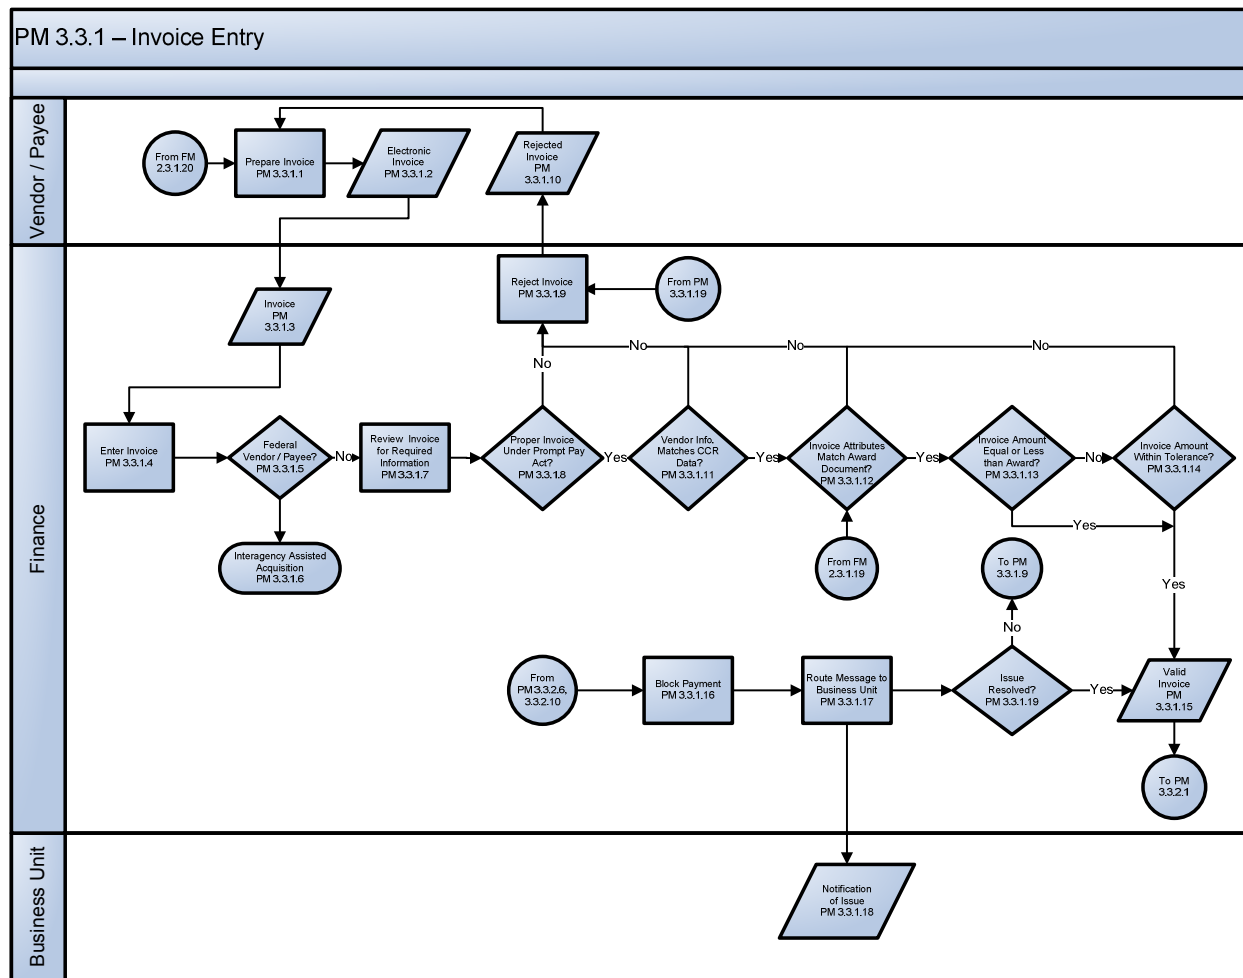 PM 3.3.1 – Invoice Entry
Vendor / Payee
From FM
2.3.1.20
Prepare Invoice
PM 3.3.1.1
Electronic
Invoice
PM 3.3.1.2
Rejected
Invoice
PM
3.3.1.10
Finance
Invoice
PM
3.3.1.3
Reject Invoice
PM 3.3.1.9
From PM
3.3.1.19
No
No
No
No
Enter Invoice
PM 3.3.1.4
Federal
Vendor / Payee?
PM 3.3.1.5
No
Review Invoice
for Required
Information
PM 3.3.1.7
Proper Invoice
Under Prompt Pay
Act?
PM 3.3.1.8
Yes
Vendor Info.
Matches CCR
Data?
PM 3.3.1.11
Yes
Invoice Attributes
Match Award
Document?
PM 3.3.1.12
Yes
Invoice Amount
Equal or Less
than Award?
PM 3.3.1.13
No
Invoice Amount
Within Tolerance?
PM 3.3.1.14
Yes
Interagency Assisted
Acquisition
PM 3.3.1.6
From FM
2.3.1.19
To PM
3.3.1.9
Yes
No
From
PM 3.3.2.6,
3.3.2.10
Block Payment
PM 3.3.1.16
Route Message to
Business Unit
PM 3.3.1.17
Issue
Resolved?
PM 3.3.1.19
Yes
Valid
Invoice
PM
3.3.1.15
To PM
3.3.2.1
Business Unit
Notification
of Issue
PM 3.3.1.18